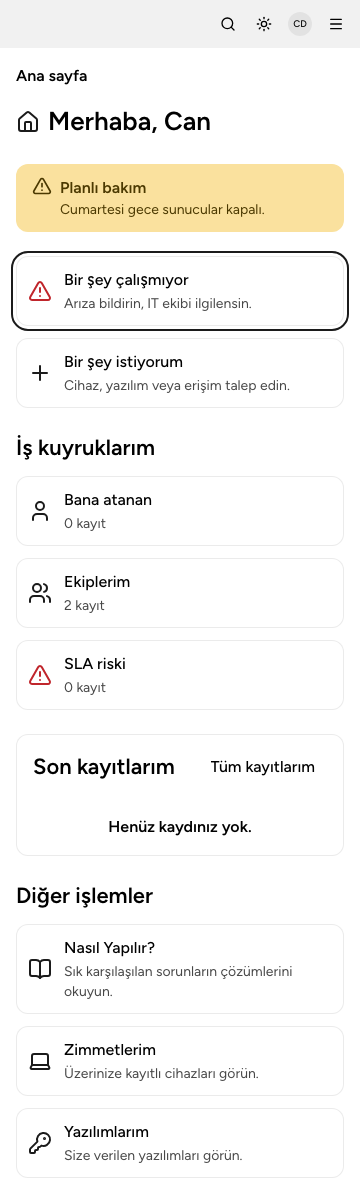 CD
Ana sayfa
Merhaba, Can
Planlı bakım
Cumartesi gece sunucular kapalı.
Bir şey çalışmıyor
Arıza bildirin, IT ekibi ilgilensin.
Bir şey istiyorum
Cihaz, yazılım veya erişim talep edin.
İş kuyruklarım
Bana atanan
0 kayıt
Ekiplerim
2 kayıt
SLA riski
0 kayıt
Son kayıtlarım
Tüm kayıtlarım
Henüz kaydınız yok.
Diğer işlemler
Nasıl Yapılır?
Sık karşılaşılan sorunların çözümlerini
okuyun.
Zimmetlerim
Üzerinize kayıtlı cihazları görün.
Yazılımlarım
Size verilen yazılımları görün.